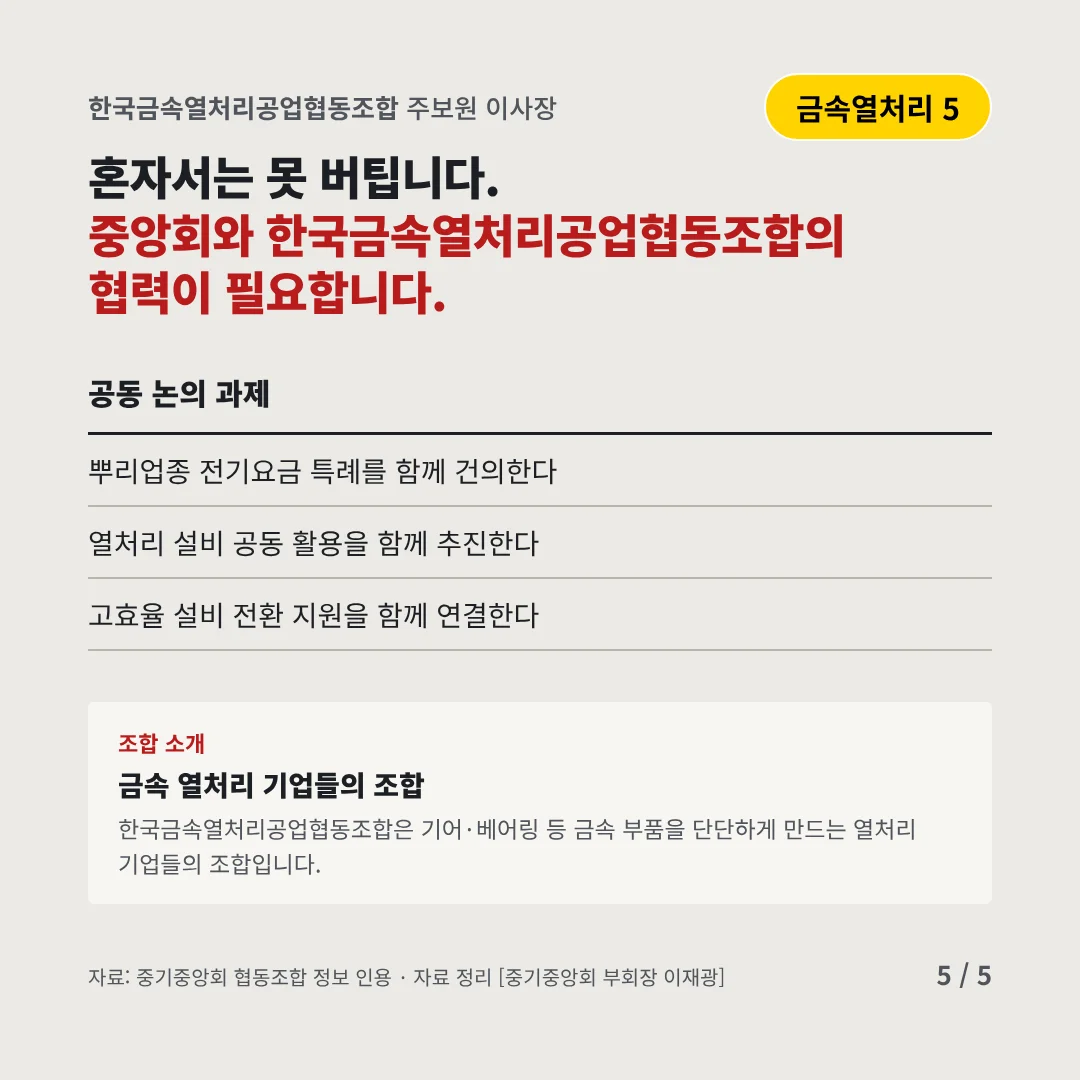 한국금속열처리공업협동조합 주보원 이사장
금속열처리 5
혼자서는 못 버팁니다.
중앙회와 한국금속열처리공업협동조합의
협력이 필요합니다.
공동 논의 과제
뿌리업종 전기요금 특례를 함께 건의한다
열처리 설비 공동 활용을 함께 추진한다
고효율 설비 전환 지원을 함께 연결한다
조합 소개
금속 열처리 기업들의 조합
한국금속열처리공업협동조합은 기어·베어링 등 금속 부품을 단단하게 만드는 열처리
기업들의 조합입니다.
자료: 중기중앙회 협동조합 정보 인용 · 자료 정리 [중기중앙회 부회장 이재광]
5 / 5